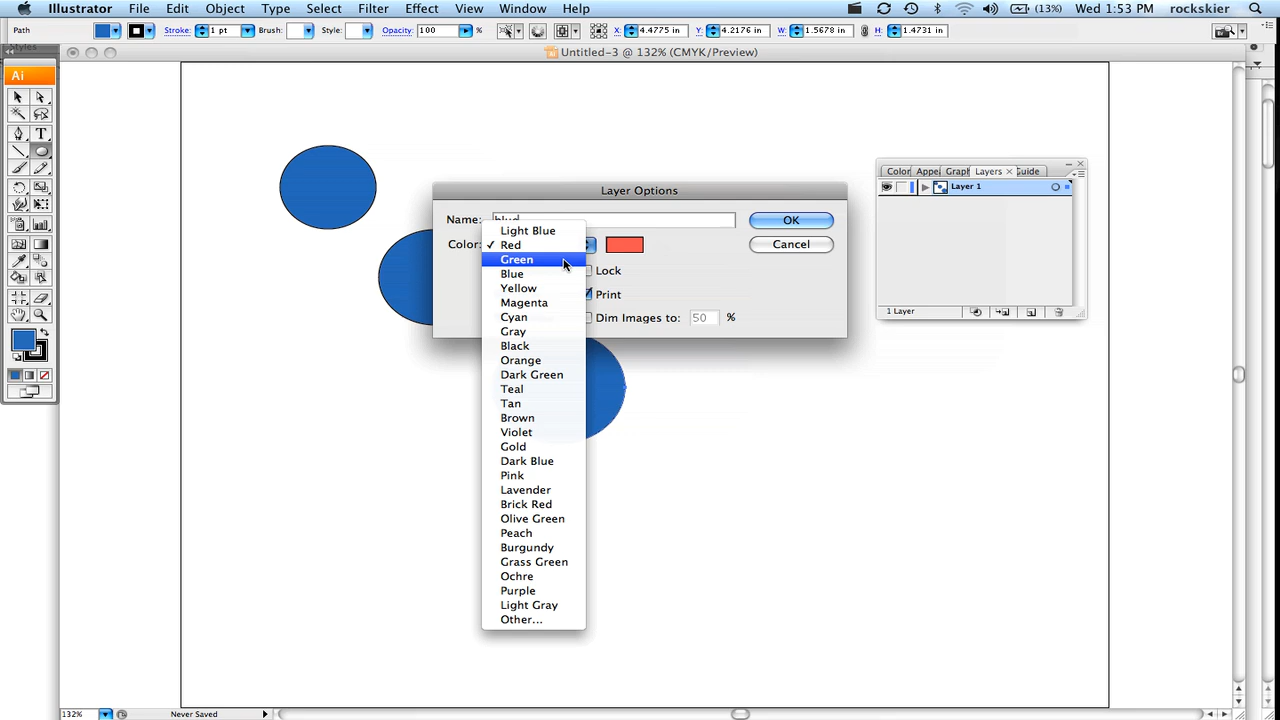 Illustrator File Edit Object Type Select Filter Effect View Window Help (13%) Wed 1:53 PM rockskier
Path Stroke: 1 pt Brush: Style: Opacity: 100 % X: 4.4775 in Y: 4.2176 in W: 1.5678 in H: 1.4731 in
Styles
Untitled-3 @ 132% (CMYK/Preview)
Ai
T
Color Appe Graph Layers × Guide
Layer 1
1 Layer
Layer Options
Name:
OK
Color:
Cancel
Lock
Print
Dim Images to: 50 %
Light Blue
✓ Red
Green
Blue
Yellow
Magenta
Cyan
Gray
Black
Orange
Dark Green
Teal
Tan
Brown
Violet
Gold
Dark Blue
Pink
Lavender
Brick Red
Olive Green
Peach
Burgundy
Grass Green
Ochre
Purple
Light Gray
Other...
132% Never Saved